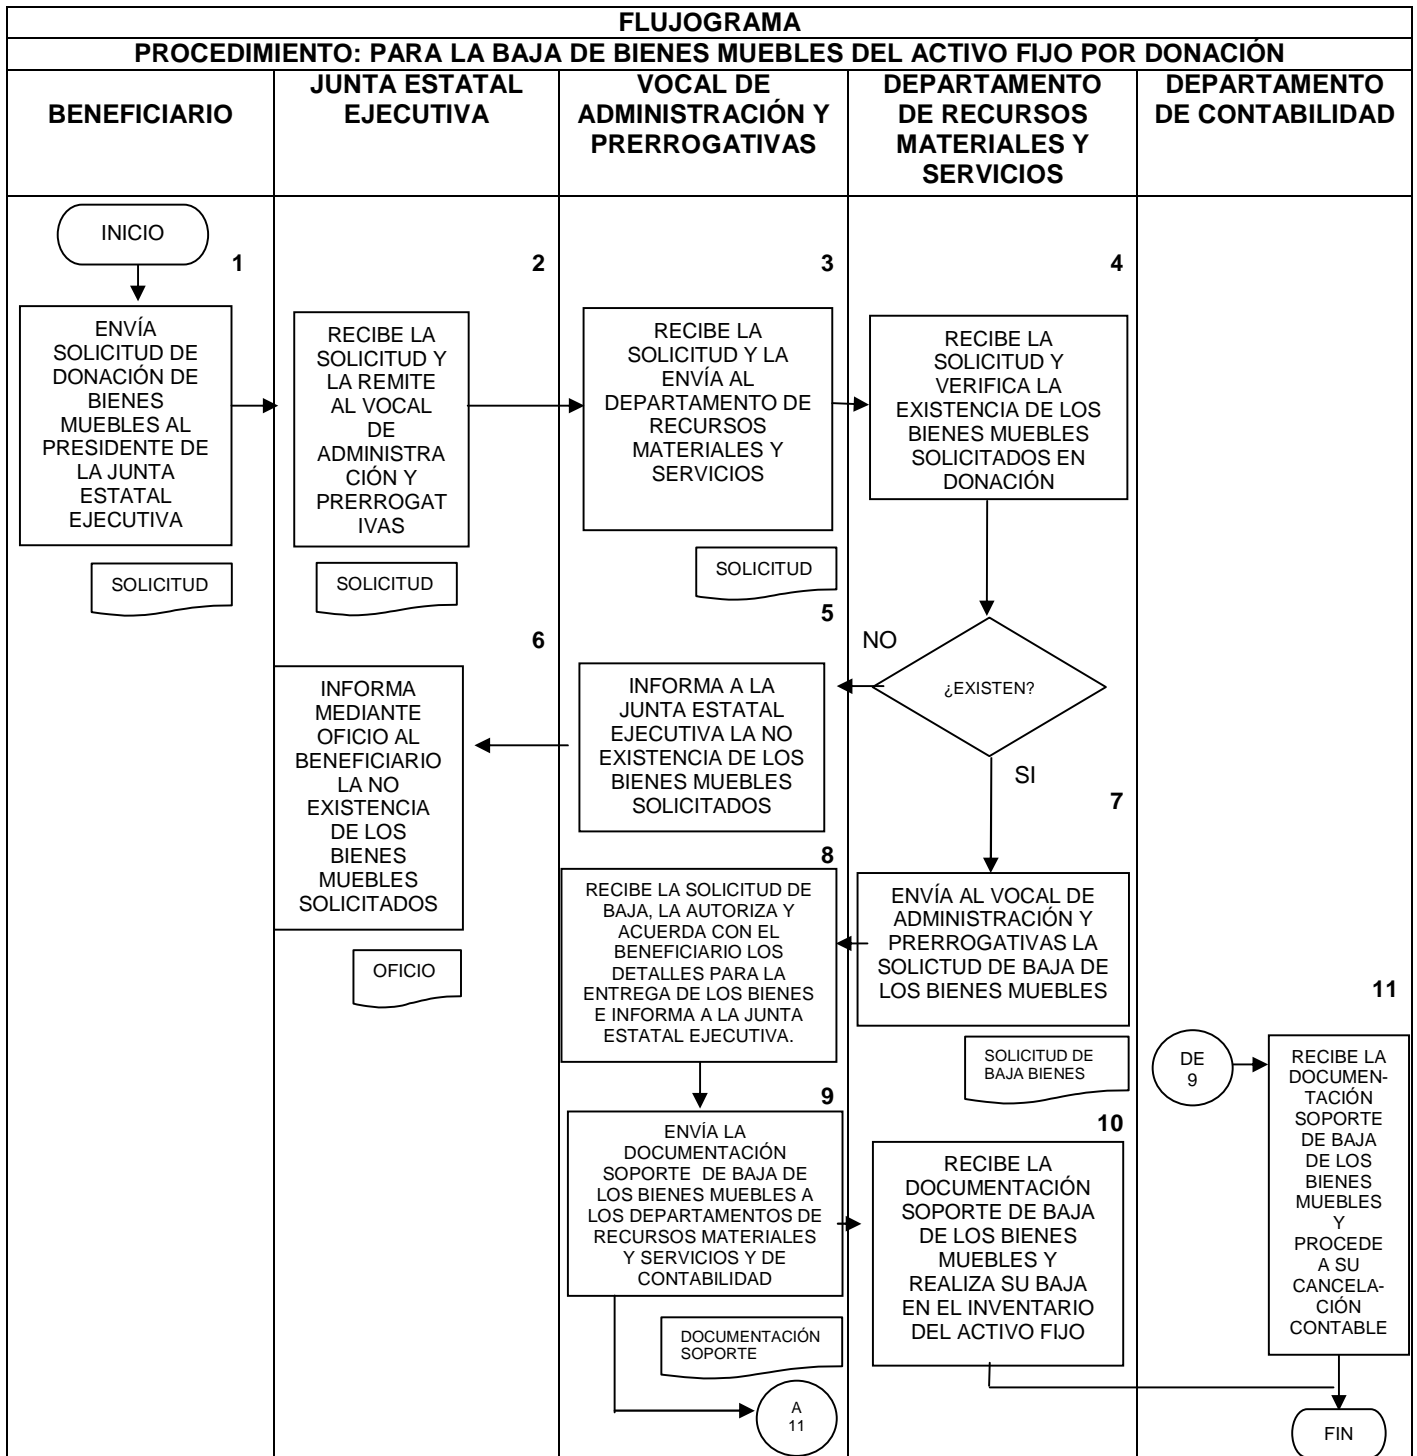 FLUJOGRAMA
PROCEDIMIENTO: PARA LA BAJA DE BIENES MUEBLES DEL ACTIVO FIJO POR DONACIÓN
BENEFICIARIO
JUNTA ESTATAL
EJECUTIVA
VOCAL DE
ADMINISTRACIÓN Y
PRERROGATIVAS
DEPARTAMENTO
DE RECURSOS
MATERIALES Y
SERVICIOS
DEPARTAMENTO
DE CONTABILIDAD
INICIO
1
ENVÍA
SOLICITUD DE
DONACIÓN DE
BIENES
MUEBLES AL
PRESIDENTE DE
LA JUNTA
ESTATAL
EJECUTIVA
SOLICITUD
2
RECIBE LA
SOLICITUD Y
LA REMITE
AL VOCAL
DE
ADMINISTRA
CIÓN Y
PRERROGAT
IVAS
SOLICITUD
3
RECIBE LA
SOLICITUD Y LA
ENVÍA AL
DEPARTAMENTO DE
RECURSOS
MATERIALES Y
SERVICIOS
SOLICITUD
4
RECIBE LA
SOLICITUD Y
VERIFICA LA
EXISTENCIA DE LOS
BIENES MUEBLES
SOLICITADOS EN
DONACIÓN
¿EXISTEN?
NO
SI
5
INFORMA A LA
JUNTA ESTATAL
EJECUTIVA LA NO
EXISTENCIA DE LOS
BIENES MUEBLES
SOLICITADOS
6
INFORMA
MEDIANTE
OFICIO AL
BENEFICIARIO
LA NO
EXISTENCIA
DE LOS
BIENES
MUEBLES
SOLICITADOS
OFICIO
7
ENVÍA AL VOCAL DE
ADMINISTRACIÓN Y
PRERROGATIVAS LA
SOLICTUD DE BAJA DE
LOS BIENES MUEBLES
SOLICITUD DE
BAJA BIENES
8
RECIBE LA SOLICITUD DE
BAJA, LA AUTORIZA Y
ACUERDA CON EL
BENEFICIARIO LOS
DETALLES PARA LA
ENTREGA DE LOS BIENES
E INFORMA A LA JUNTA
ESTATAL EJECUTIVA.
9
ENVÍA LA
DOCUMENTACIÓN
SOPORTE DE BAJA DE
LOS BIENES MUEBLES A
LOS DEPARTAMENTOS DE
RECURSOS MATERIALES
Y SERVICIOS Y DE
CONTABILIDAD
DOCUMENTACIÓN
SOPORTE
A
11
10
RECIBE LA
DOCUMENTACIÓN
SOPORTE DE BAJA
DE LOS BIENES
MUEBLES Y
REALIZA SU BAJA
EN EL INVENTARIO
DEL ACTIVO FIJO
11
DE
9
RECIBE LA
DOCUMEN-
TACIÓN
SOPORTE
DE BAJA
DE LOS
BIENES
MUEBLES
Y
PROCEDE
A SU
CANCELA-
CIÓN
CONTABLE
FIN